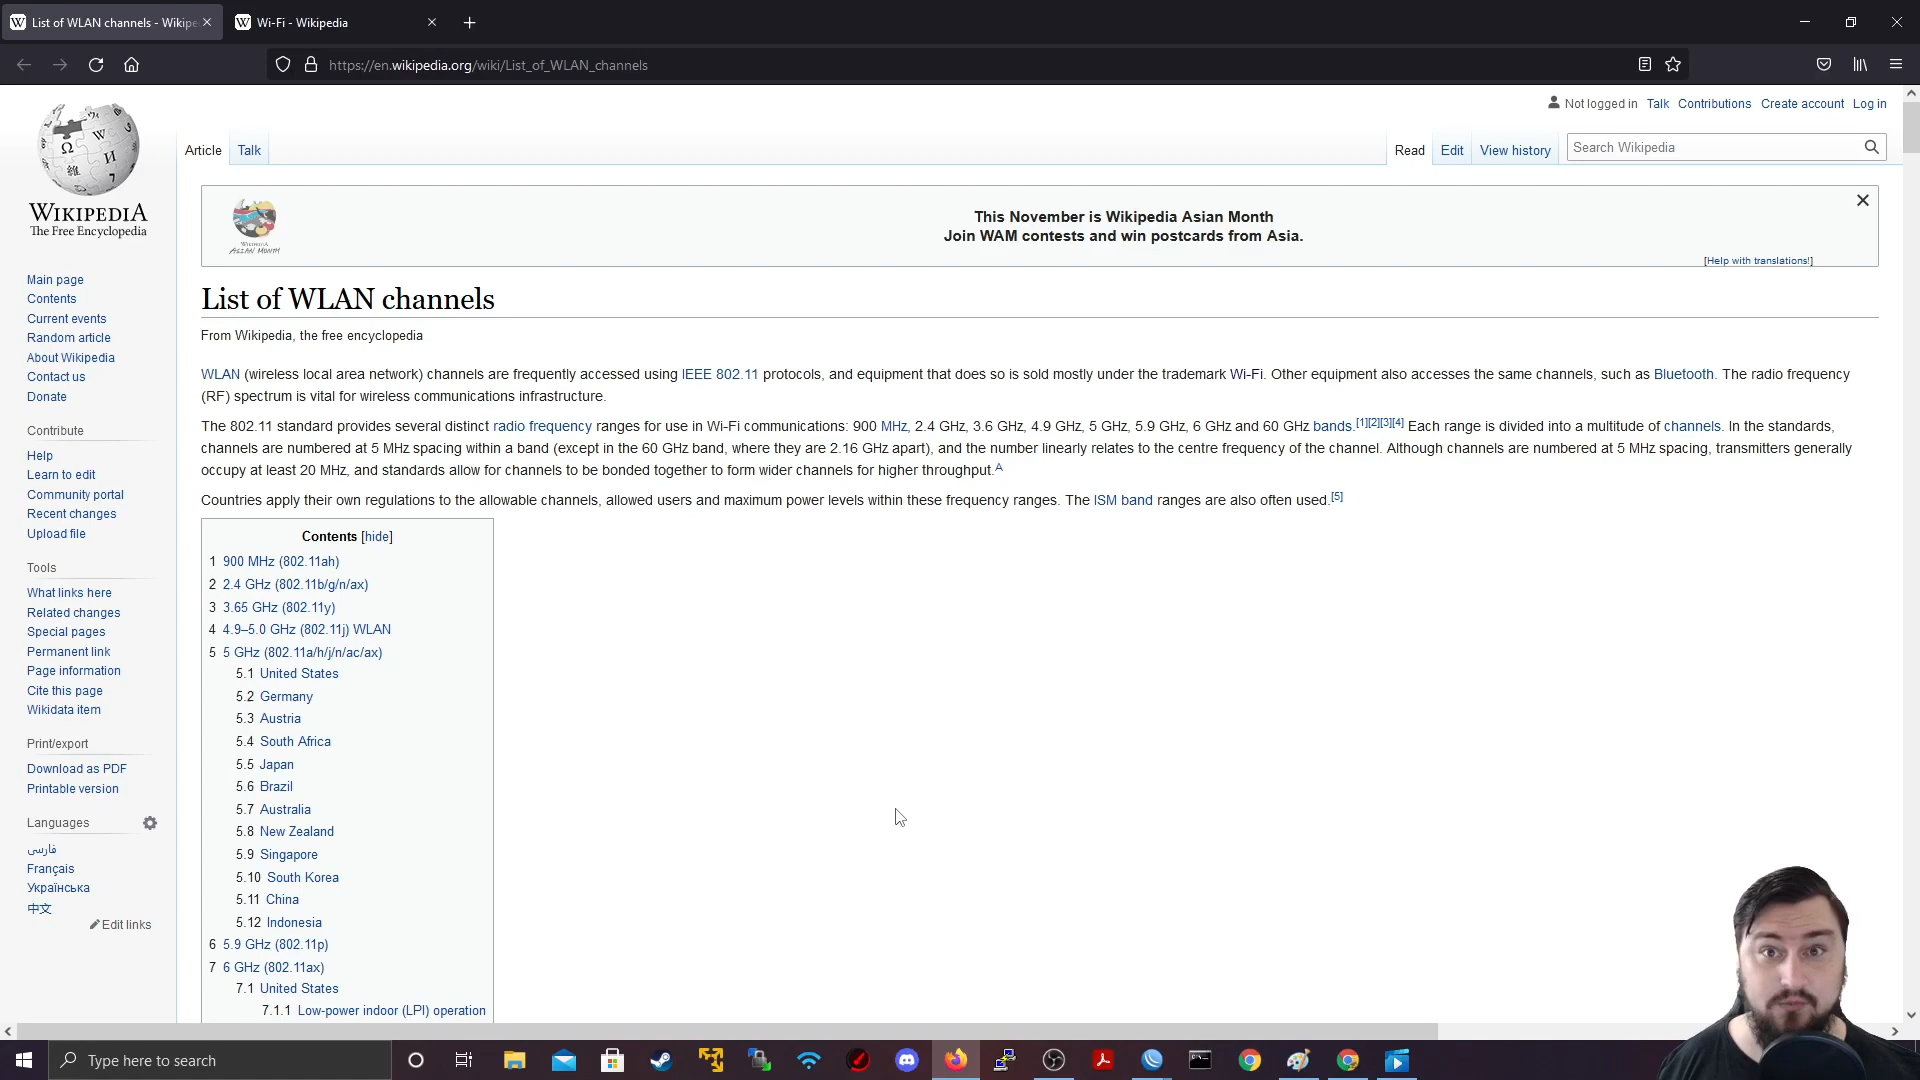 List of WLAN channels - Wikipe
Wi-Fi - Wikipedia
https://en.wikipedia.org/wiki/List_of_WLAN_channels
Not logged in Talk Contributions Create account Log in
Article Talk
Read Edit View history
Search Wikipedia
WIKIPEDIA
The Free Encyclopedia
Main page
Contents
Current events
Random article
About Wikipedia
Contact us
Donate
Contribute
Help
Learn to edit
Community portal
Recent changes
Upload file
Tools
What links here
Related changes
Special pages
Permanent link
Page information
Cite this page
Wikidata item
Print/export
Download as PDF
Printable version
Languages
فارسی
Français
Українська
中文
Edit links
WIKIPEDIA
ASIAN MONTH
This November is Wikipedia Asian Month
Join WAM contests and win postcards from Asia.
[Help with translations!]
List of WLAN channels
From Wikipedia, the free encyclopedia
WLAN (wireless local area network) channels are frequently accessed using IEEE 802.11 protocols, and equipment that does so is sold mostly under the trademark Wi-Fi. Other equipment also accesses the same channels, such as Bluetooth. The radio frequency
(RF) spectrum is vital for wireless communications infrastructure.
The 802.11 standard provides several distinct radio frequency ranges for use in Wi-Fi communications: 900 MHz, 2.4 GHz, 3.6 GHz, 4.9 GHz, 5 GHz, 5.9 GHz, 6 GHz and 60 GHz bands.[1][2][3][4] Each range is divided into a multitude of channels. In the standards,
channels are numbered at 5 MHz spacing within a band (except in the 60 GHz band, where they are 2.16 GHz apart), and the number linearly relates to the centre frequency of the channel. Although channels are numbered at 5 MHz spacing, transmitters generally
occupy at least 20 MHz, and standards allow for channels to be bonded together to form wider channels for higher throughput.A
Countries apply their own regulations to the allowable channels, allowed users and maximum power levels within these frequency ranges. The ISM band ranges are also often used.[5]
Contents [hide]
1 900 MHz (802.11ah)
2 2.4 GHz (802.11b/g/n/ax)
3 3.65 GHz (802.11y)
4 4.9–5.0 GHz (802.11j) WLAN
5 5 GHz (802.11a/h/j/n/ac/ax)
5.1 United States
5.2 Germany
5.3 Austria
5.4 South Africa
5.5 Japan
5.6 Brazil
5.7 Australia
5.8 New Zealand
5.9 Singapore
5.10 South Korea
5.11 China
5.12 Indonesia
6 5.9 GHz (802.11p)
7 6 GHz (802.11ax)
7.1 United States
7.1.1 Low-power indoor (LPI) operation
Type here to search